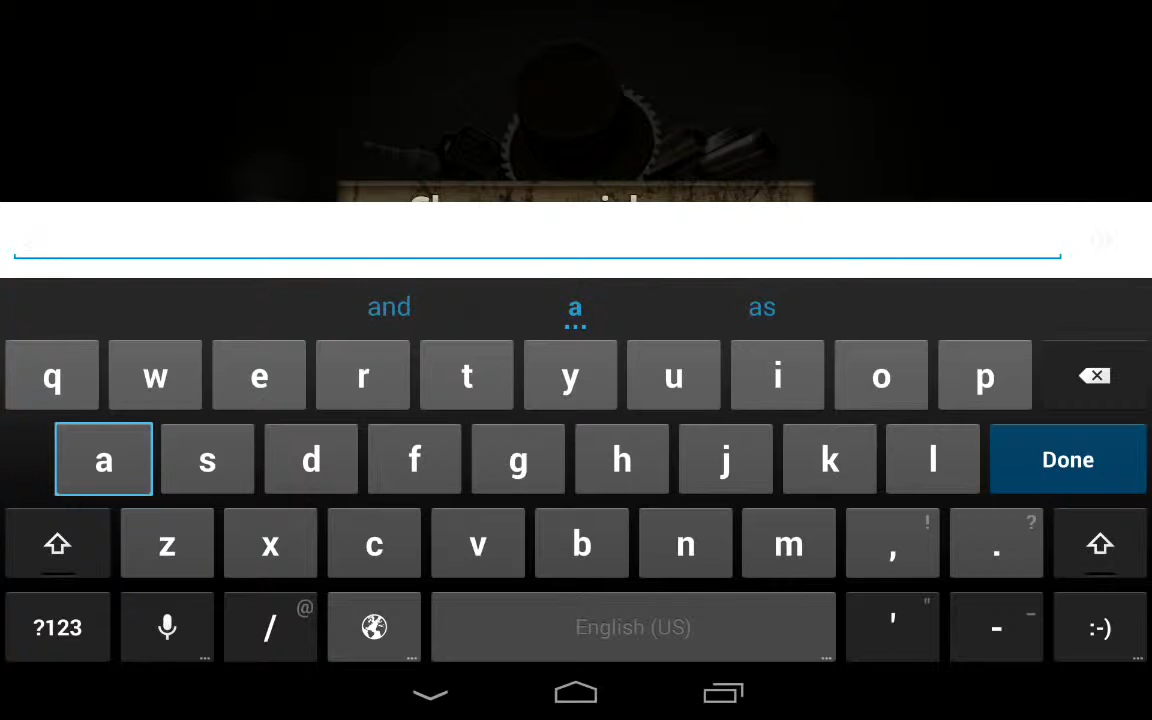 and a as
q w e r t y u i o p
a s d f g h j k l Done
z x c v b n m , ! . ?
?123 / @ English (US) ' " - _ :-)